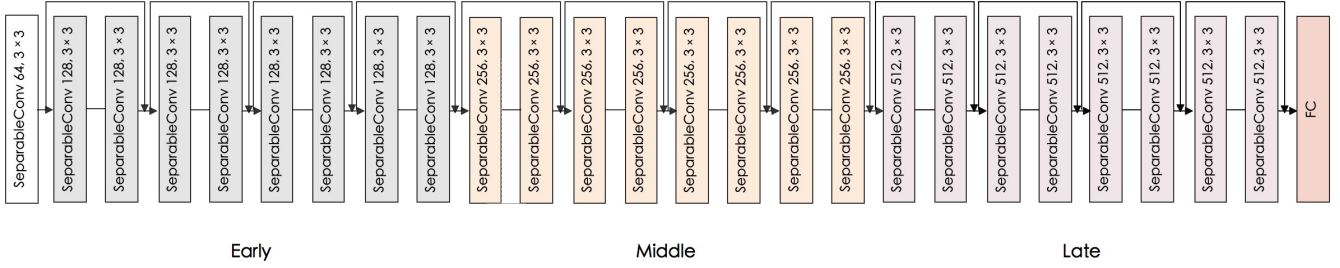 SeparableConv 64, 3 × 3
SeparableConv 128, 3 × 3
SeparableConv 128, 3 × 3
SeparableConv 128, 3 × 3
SeparableConv 128, 3 × 3
SeparableConv 128, 3 × 3
SeparableConv 128, 3 × 3
SeparableConv 128, 3 × 3
SeparableConv 128, 3 × 3
SeparableConv 256, 3 × 3
SeparableConv 256, 3 × 3
SeparableConv 256, 3 × 3
SeparableConv 256, 3 × 3
SeparableConv 256, 3 × 3
SeparableConv 256, 3 × 3
SeparableConv 256, 3 × 3
SeparableConv 256, 3 × 3
SeparableConv 512, 3 × 3
SeparableConv 512, 3 × 3
SeparableConv 512, 3 × 3
SeparableConv 512, 3 × 3
SeparableConv 512, 3 × 3
SeparableConv 512, 3 × 3
SeparableConv 512, 3 × 3
SeparableConv 512, 3 × 3
FC
Early
Middle
Late